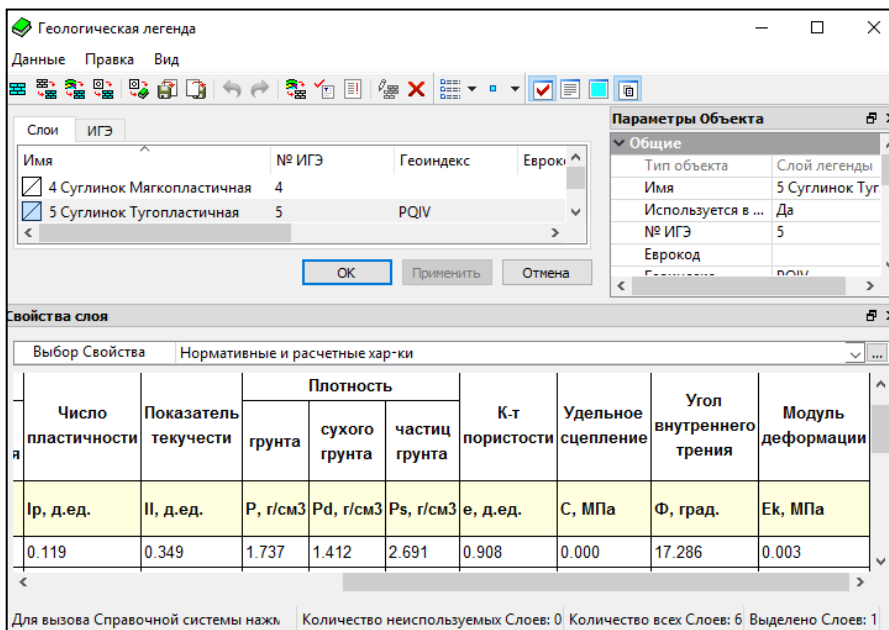 Геологическая легенда
Данные Правка Вид
Слои ИГЭ
Имя № ИГЭ Геоиндекс
4 Суглинок Мягкопластичная 4
5 Суглинок Тугопластичная 5 PQIV
ОК Применить Отмена
Параметры Объекта
Общие
Тип объекта Слой легенды
Имя 5 Суглинок Туг
Используется в ... Да
№ ИГЭ 5
Еврокод
Свойства слоя
Выбор Свойства Нормативные и расчетные хар-ки ...
Плотность
Число пластичности Показатель текучести грунта сухого грунта частиц грунта К-т пористости Удельное сцепление Угол внутреннего трения Модуль деформации
Ip, д.ед. Il, д.ед. P, г/см3 Pd, г/см3 Ps, г/см3 e, д.ед. C, МПа Ф, град. Ek, МПа
0.119 0.349 1.737 1.412 2.691 0.908 0.000 17.286 0.003
Для вызова Справочной системы нажм Количество неиспользуемых Слоев: 0 Количество всех Слоев: 6 Выделено Слоев: 1